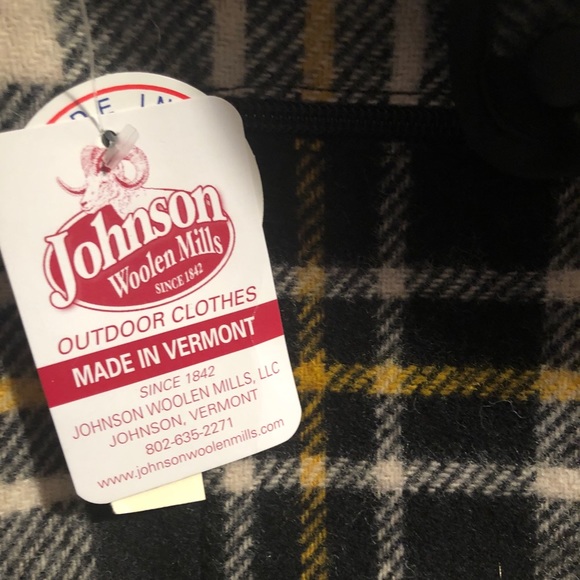 Johnson
Woolen Mills
SINCE 1842
OUTDOOR CLOTHES
MADE IN VERMONT
SINCE 1842
JOHNSON WOOLEN MILLS, LLC
JOHNSON, VERMONT
802-635-2271
www.johnsonwoolenmills.com